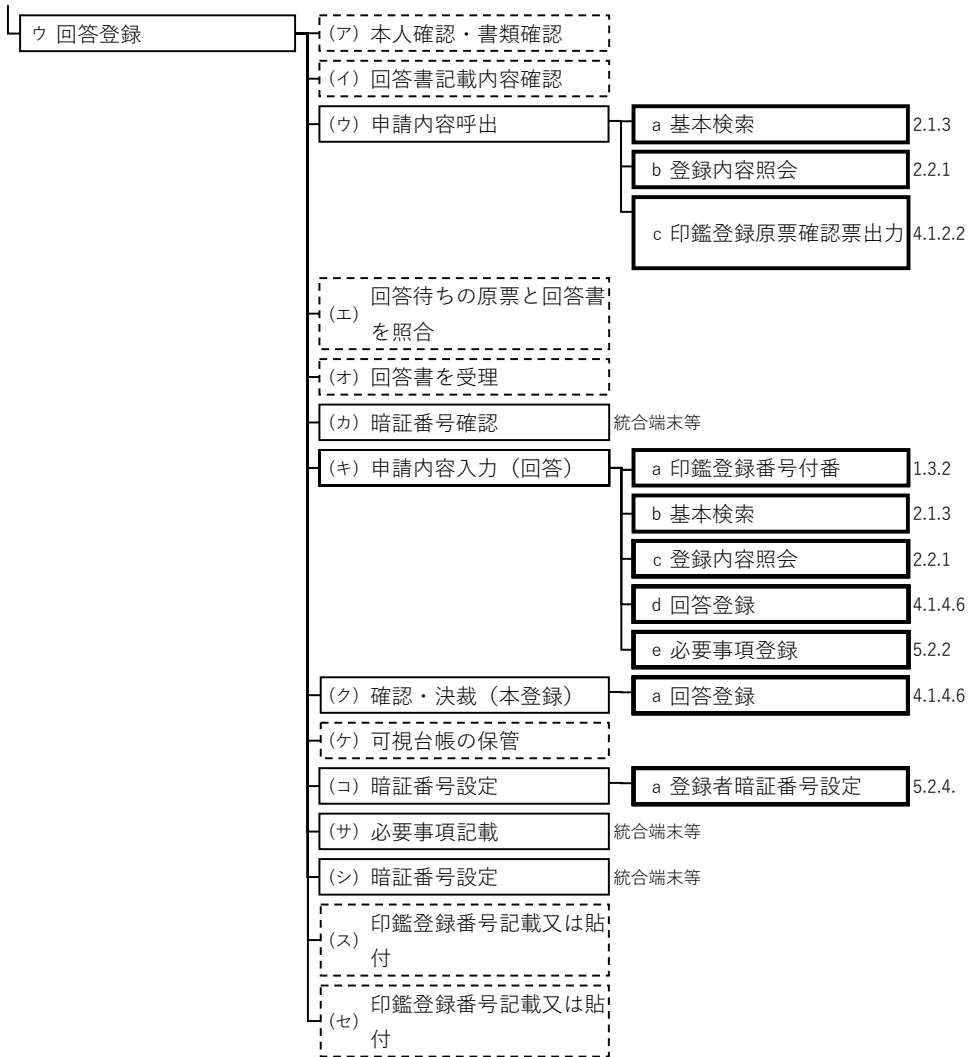 ウ 回答登録
(ア) 本人確認・書類確認
(イ) 回答書記載内容確認
(ウ) 申請内容呼出
a 基本検索 2.1.3
b 登録内容照会 2.2.1
c 印鑑登録原票確認票出力 4.1.2.2
(エ) 回答待ちの原票と回答書
を照合
(オ) 回答書を受理
(カ) 暗証番号確認 統合端末等
(キ) 申請内容入力（回答）
a 印鑑登録番号付番 1.3.2
b 基本検索 2.1.3
c 登録内容照会 2.2.1
d 回答登録 4.1.4.6
e 必要事項登録 5.2.2
(ク) 確認・決裁（本登録）
a 回答登録 4.1.4.6
(ケ) 可視台帳の保管
(コ) 暗証番号設定
a 登録者暗証番号設定 5.2.4.
(サ) 必要事項記載 統合端末等
(シ) 暗証番号設定 統合端末等
(ス) 印鑑登録番号記載又は貼
付
(セ) 印鑑登録番号記載又は貼
付